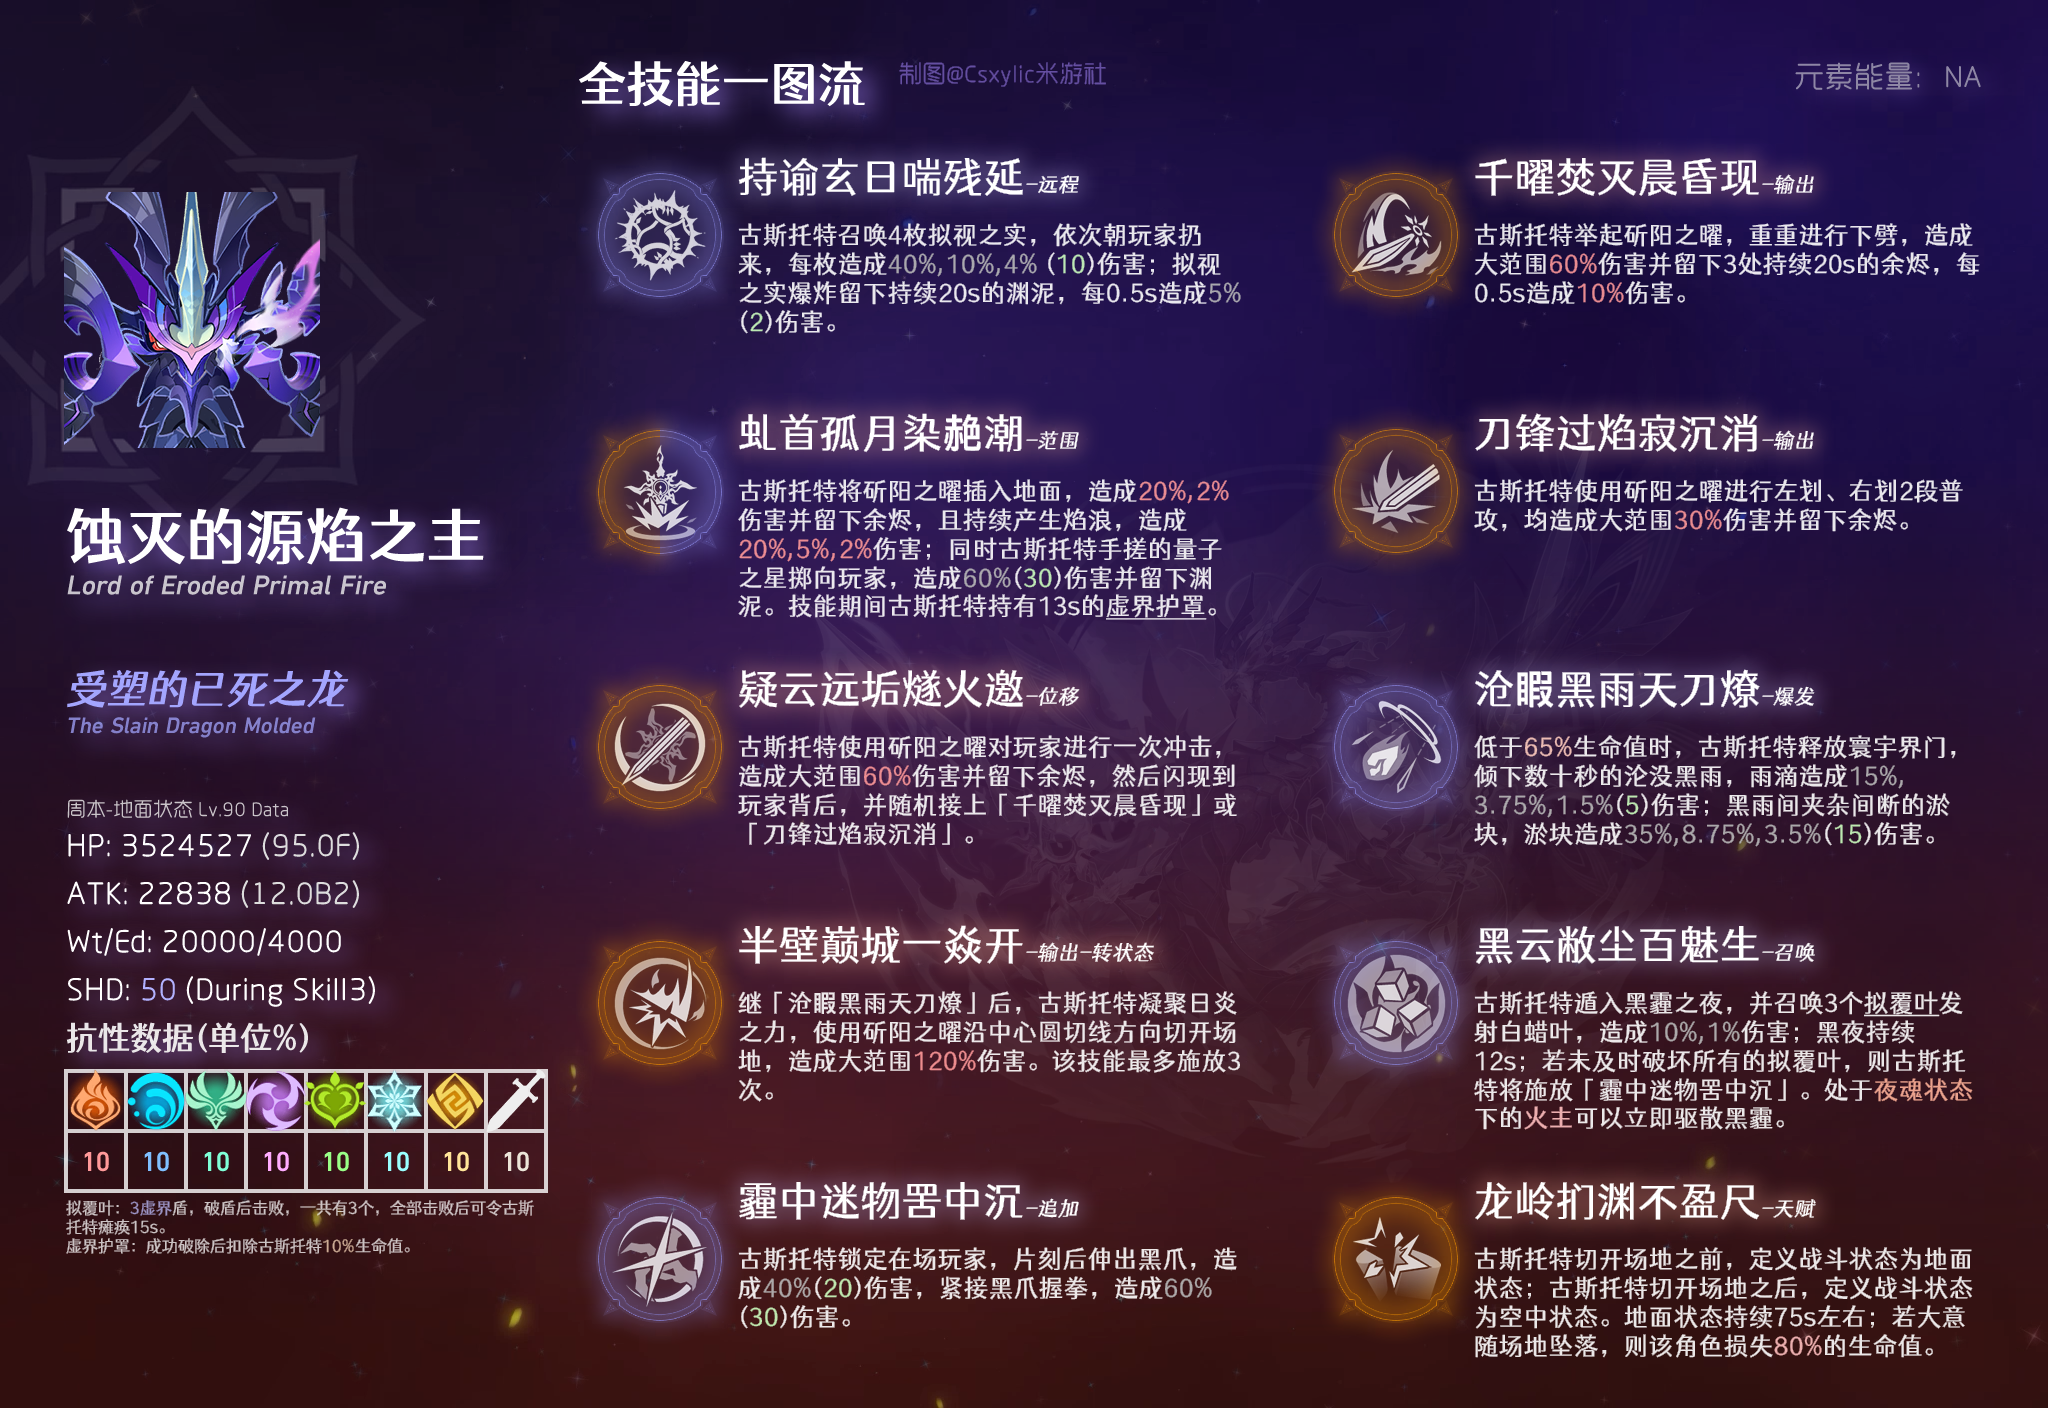 全技能一图流
制图@Csxylic米游社
元素能量: NA
蚀灭的源焰之主
Lord of Eroded Primal Fire
受塑的已死之龙
The Slain Dragon Molded
周本-地面状态 Lv.90 Data
HP: 3524527 (95.0F)
ATK: 22838 (12.0B2)
Wt/Ed: 20000/4000
SHD: 50 (During Skill3)
抗性数据(单位%)
10 10 10 10 10 10 10 10
拟覆叶：3虚界盾，破盾后击败，一共有3个，全部击败后可令古斯
托特瘫痪15s。
虚界护罩：成功破除后扣除古斯托特10%生命值。
持谕玄日喘残延-远程
古斯托特召唤4枚拟视之实，依次朝玩家扔
来，每枚造成40%,10%,4% (10)伤害；拟视
之实爆炸留下持续20s的渊泥，每0.5s造成5%
(2)伤害。
虬首孤月染赩潮-范围
古斯托特将斫阳之曜插入地面，造成20%,2%
伤害并留下余烬，且持续产生焰浪，造成
20%,5%,2%伤害；同时古斯托特手搓的量子
之星掷向玩家，造成60%(30)伤害并留下渊
泥。技能期间古斯托特持有13s的虚界护罩。
疑云远垢燧火邀-位移
古斯托特使用斫阳之曜对玩家进行一次冲击，
造成大范围60%伤害并留下余烬，然后闪现到
玩家背后，并随机接上「千曜焚灭晨昏现」或
「刀锋过焰寂沉消」。
半壁巅城一焱开-输出-转状态
继「沧暇黑雨天刀燎」后，古斯托特凝聚日炎
之力，使用斫阳之曜沿中心圆切线方向切开场
地，造成大范围120%伤害。该技能最多施放3
次。
霾中迷物罟中沉-追加
古斯托特锁定在场玩家，片刻后伸出黑爪，造
成40%(20)伤害，紧接黑爪握拳，造成60%
(30)伤害。
千曜焚灭晨昏现-输出
古斯托特举起斫阳之曜，重重进行下劈，造成
大范围60%伤害并留下3处持续20s的余烬，每
0.5s造成10%伤害。
刀锋过焰寂沉消-输出
古斯托特使用斫阳之曜进行左划、右划2段普
攻，均造成大范围30%伤害并留下余烬。
沧暇黑雨天刀燎-爆发
低于65%生命值时，古斯托特释放寰宇界门，
倾下数十秒的沦没黑雨，雨滴造成15%,
3.75%,1.5%(5)伤害；黑雨间夹杂间断的淤
块，淤块造成35%,8.75%,3.5%(15)伤害。
黑云敝尘百魅生-召唤
古斯托特遁入黑霾之夜，并召唤3个拟覆叶发
射白蜡叶，造成10%,1%伤害；黑夜持续
12s；若未及时破坏所有的拟覆叶，则古斯托
特将施放「霾中迷物罟中沉」。处于夜魂状态
下的火主可以立即驱散黑霾。
龙岭扪渊不盈尺-天赋
古斯托特切开场地之前，定义战斗状态为地面
状态；古斯托特切开场地之后，定义战斗状态
为空中状态。地面状态持续75s左右；若大意
随场地坠落，则该角色损失80%的生命值。